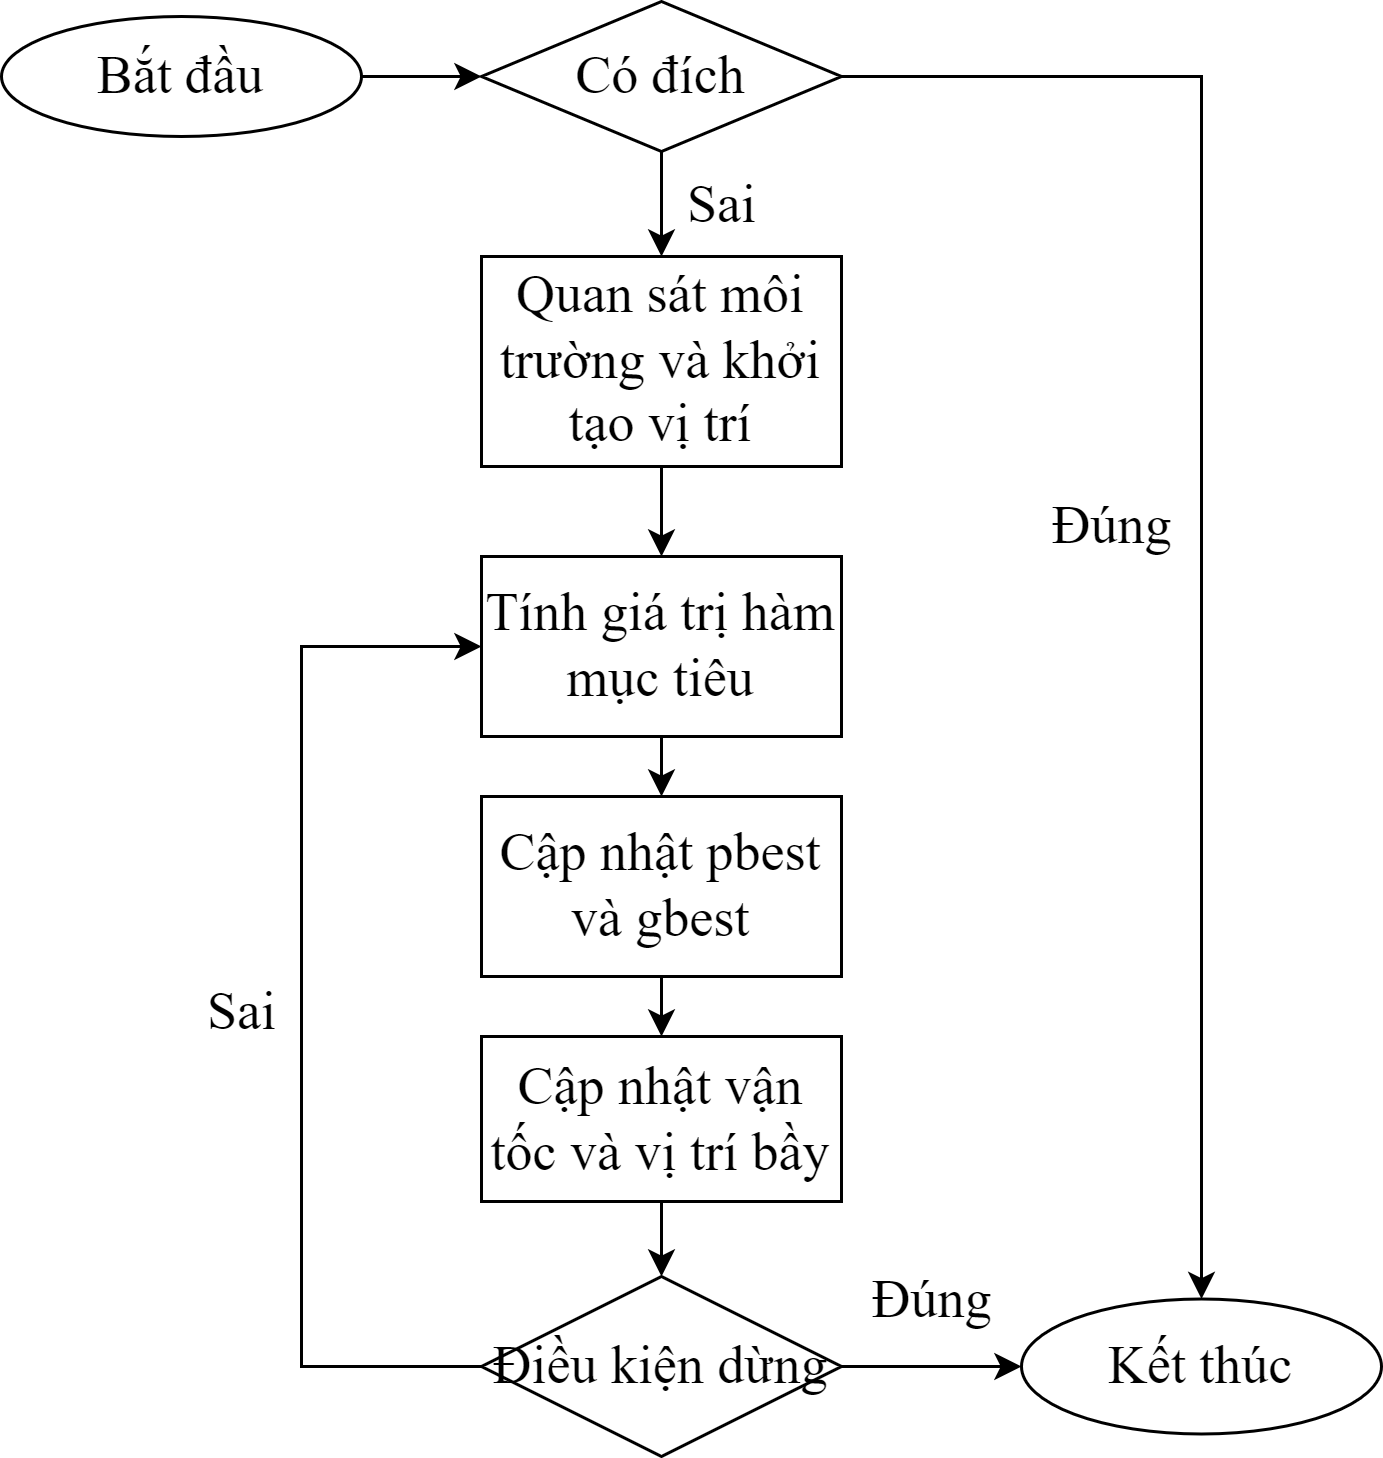 Bắt đầu
Có đích
Sai
Quan sát môi
trường và khởi
tạo vị trí
Đúng
Tính giá trị hàm
mục tiêu
Cập nhật pbest
và gbest
Sai
Cập nhật vận
tốc và vị trí bầy
Đúng
Điều kiện dừng
Kết thúc